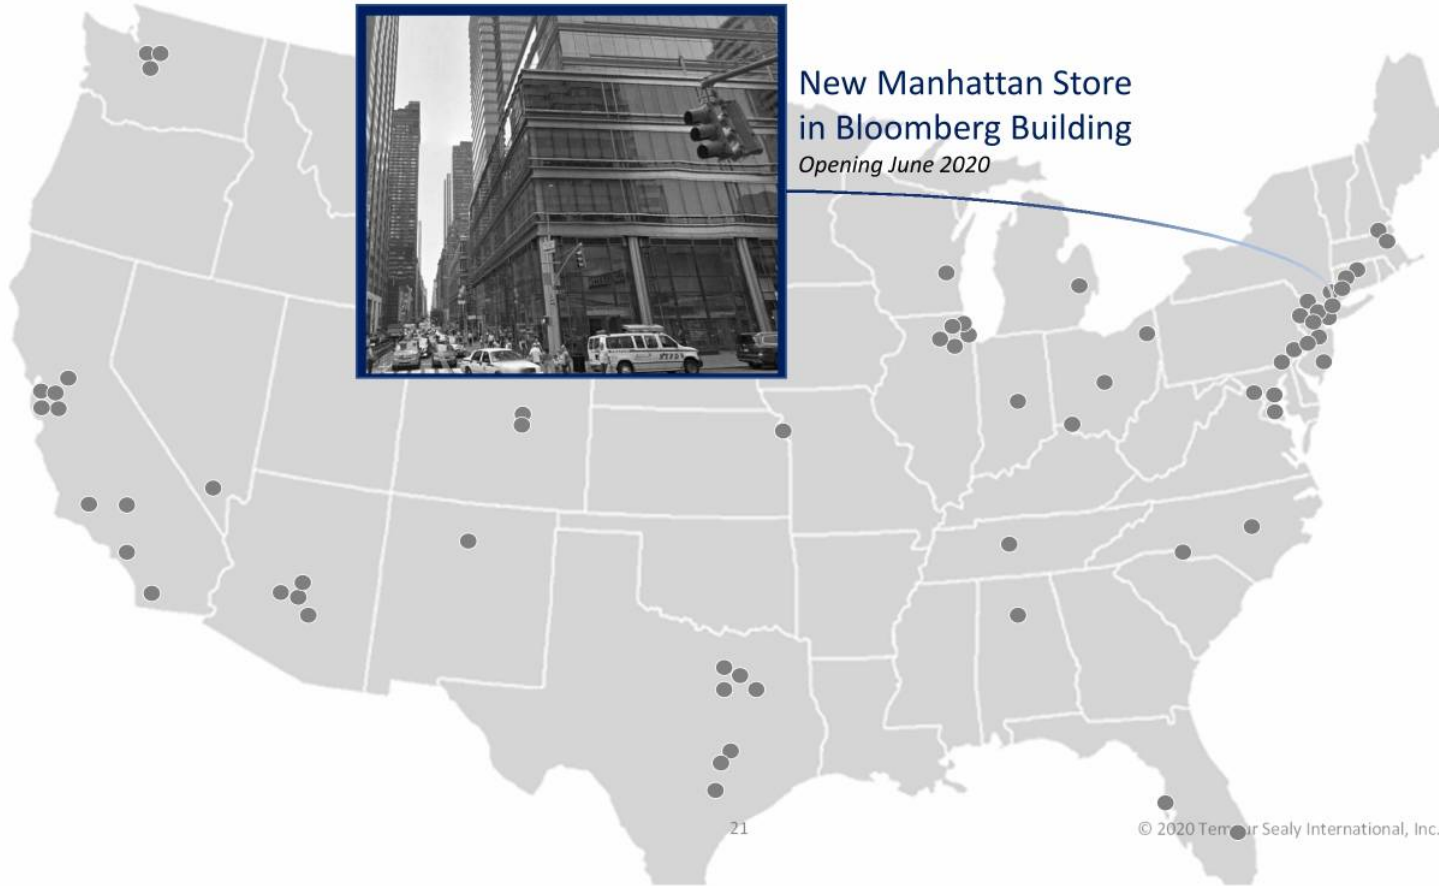 New Manhattan Store
in Bloomberg Building
Opening June 2020
21
© 2020 Sealy International, Inc.